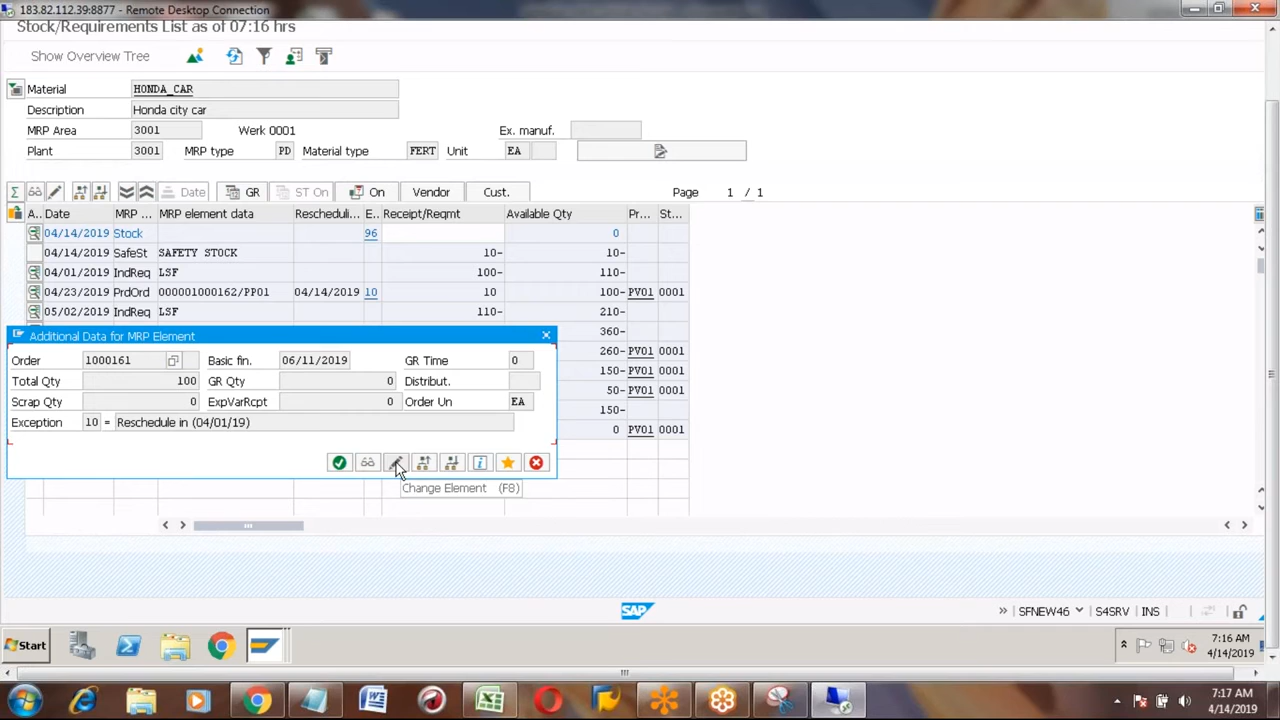 183.82.112.39:8877 - Remote Desktop Connection
Stock/Requirements List as of 07:16 hrs
Show Overview Tree
Material HONDA_CAR
Description Honda city car
MRP Area 3001 Werk 0001 Ex. manuf.
Plant 3001 MRP type PD Material type FERT Unit EA
Σ Date GR ST On On Vendor Cust. Page 1 / 1
A.. Date MRP ... MRP element data Rescheduli... E.. Receipt/Reqmt Available Qty Pr... St...
04/14/2019 Stock 96 0
04/14/2019 SafeSt SAFETY STOCK 10- 10-
04/01/2019 IndReq LSF 100- 110-
04/23/2019 PrdOrd 000001000162/PP01 04/14/2019 10 10 100- PV01 0001
05/02/2019 IndReq LSF 110- 210-
Additional Data for MRP Element
360-
Order 1000161 Basic fin. 06/11/2019 GR Time 0
260- PV01 0001
Total Qty 100 GR Qty 0 Distribut.
150- PV01 0001
Scrap Qty 0 ExpVarRcpt 0 Order Un EA
50- PV01 0001
Exception 10 = Reschedule in (04/01/19)
150-
0 PV01 0001
Change Element (F8)
SAP
» SFNEW46 S4SRV INS
Start
7:16 AM
4/14/2019
7:17 AM
4/14/2019